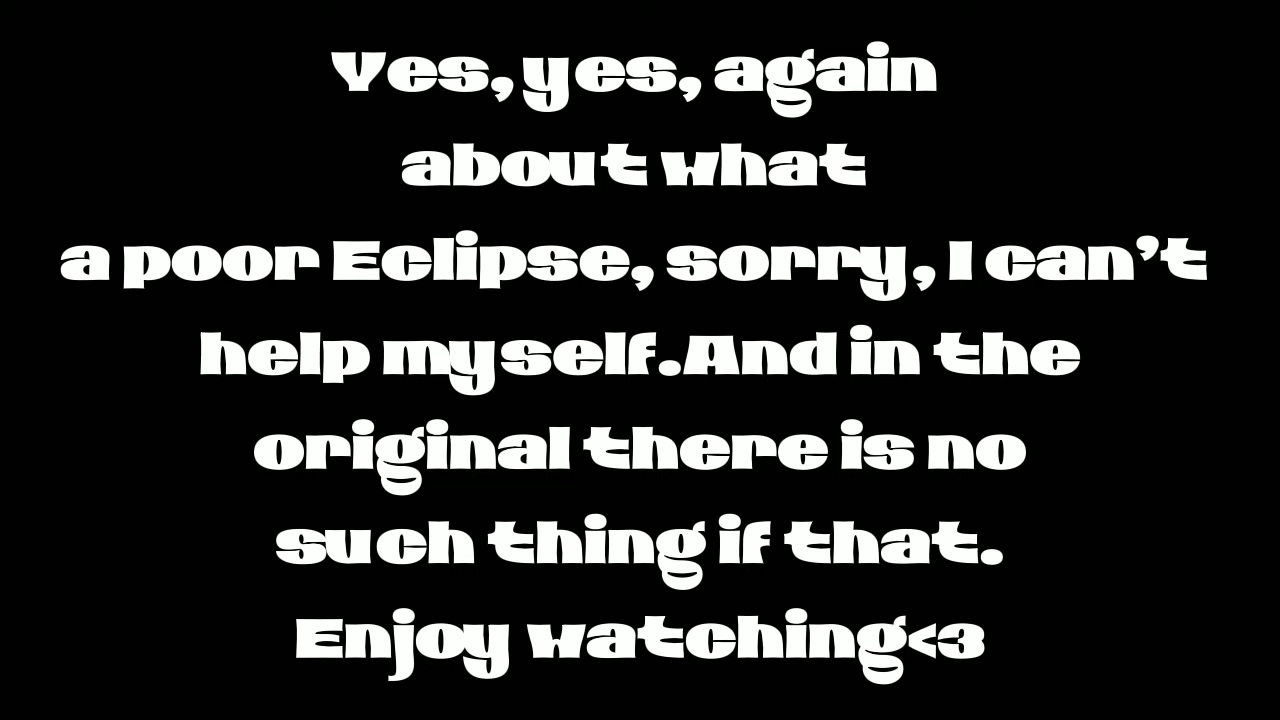 Yes, yes, again
about what
a poor Eclipse, sorry, I can't
help myself.And in the
original there is no
such thing if that.
Enjoy watching<3